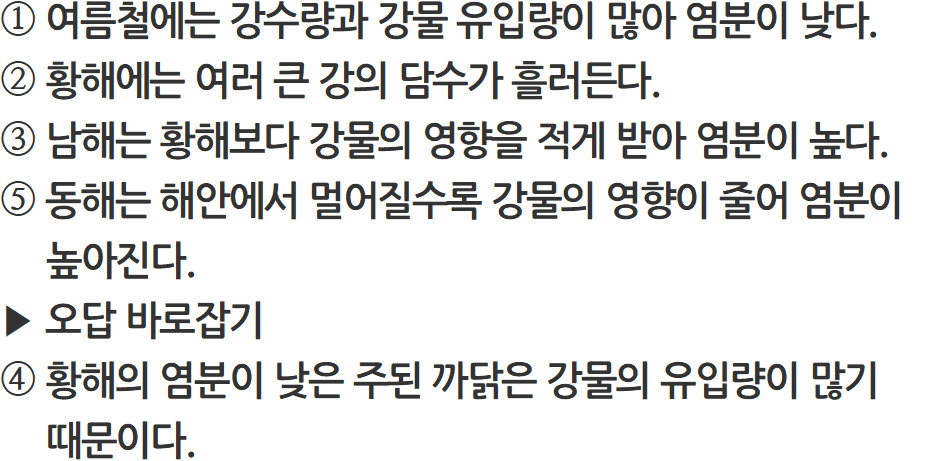 ① 여름철에는 강수량과 강물 유입량이 많아 염분이 낮다.
② 황해에는 여러 큰 강의 담수가 흘러든다.
③ 남해는 황해보다 강물의 영향을 적게 받아 염분이 높다.
⑤ 동해는 해안에서 멀어질수록 강물의 영향이 줄어 염분이
높아진다.
▶ 오답 바로잡기
④ 황해의 염분이 낮은 주된 까닭은 강물의 유입량이 많기
때문이다.